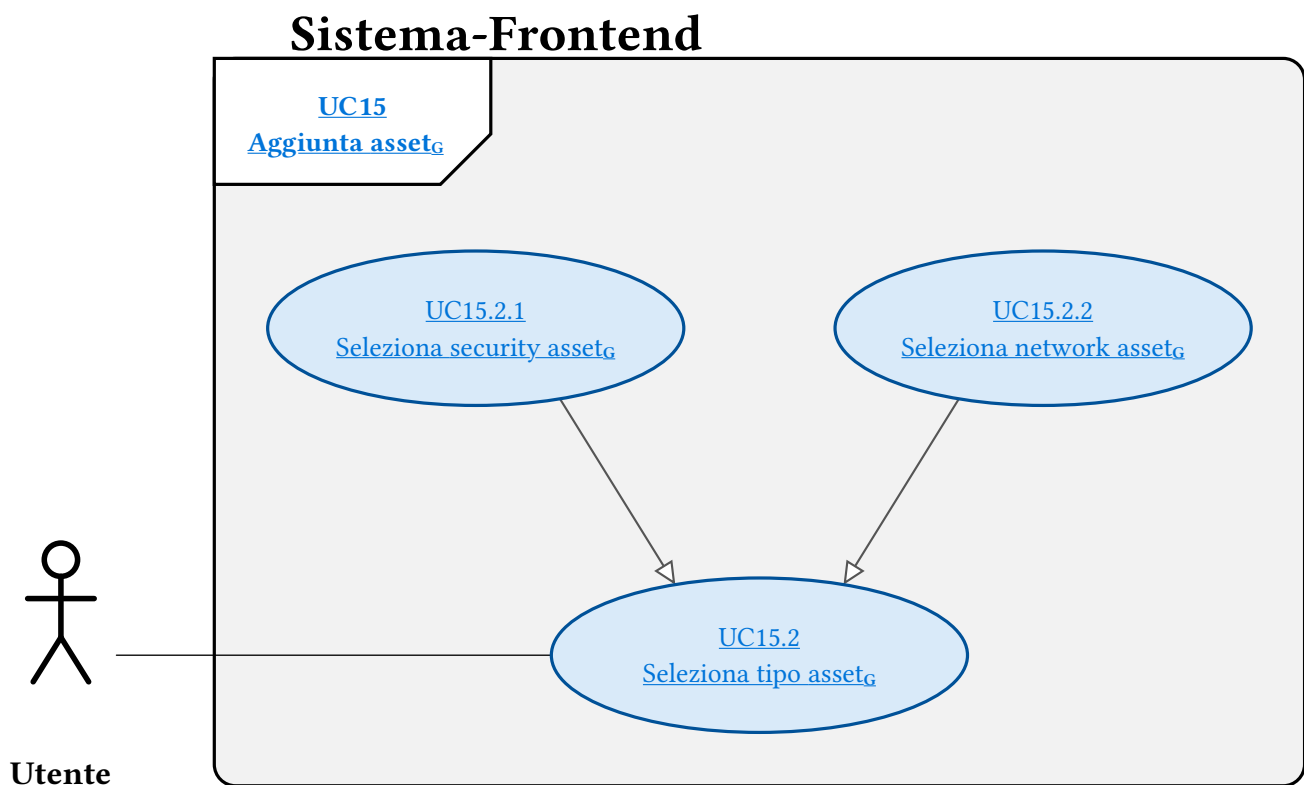 Sistema-Frontend
UC15
Aggiunta assetG
UC15.2.1
Seleziona security assetG
UC15.2.2
Seleziona network assetG
UC15.2
Seleziona tipo assetG
Utente